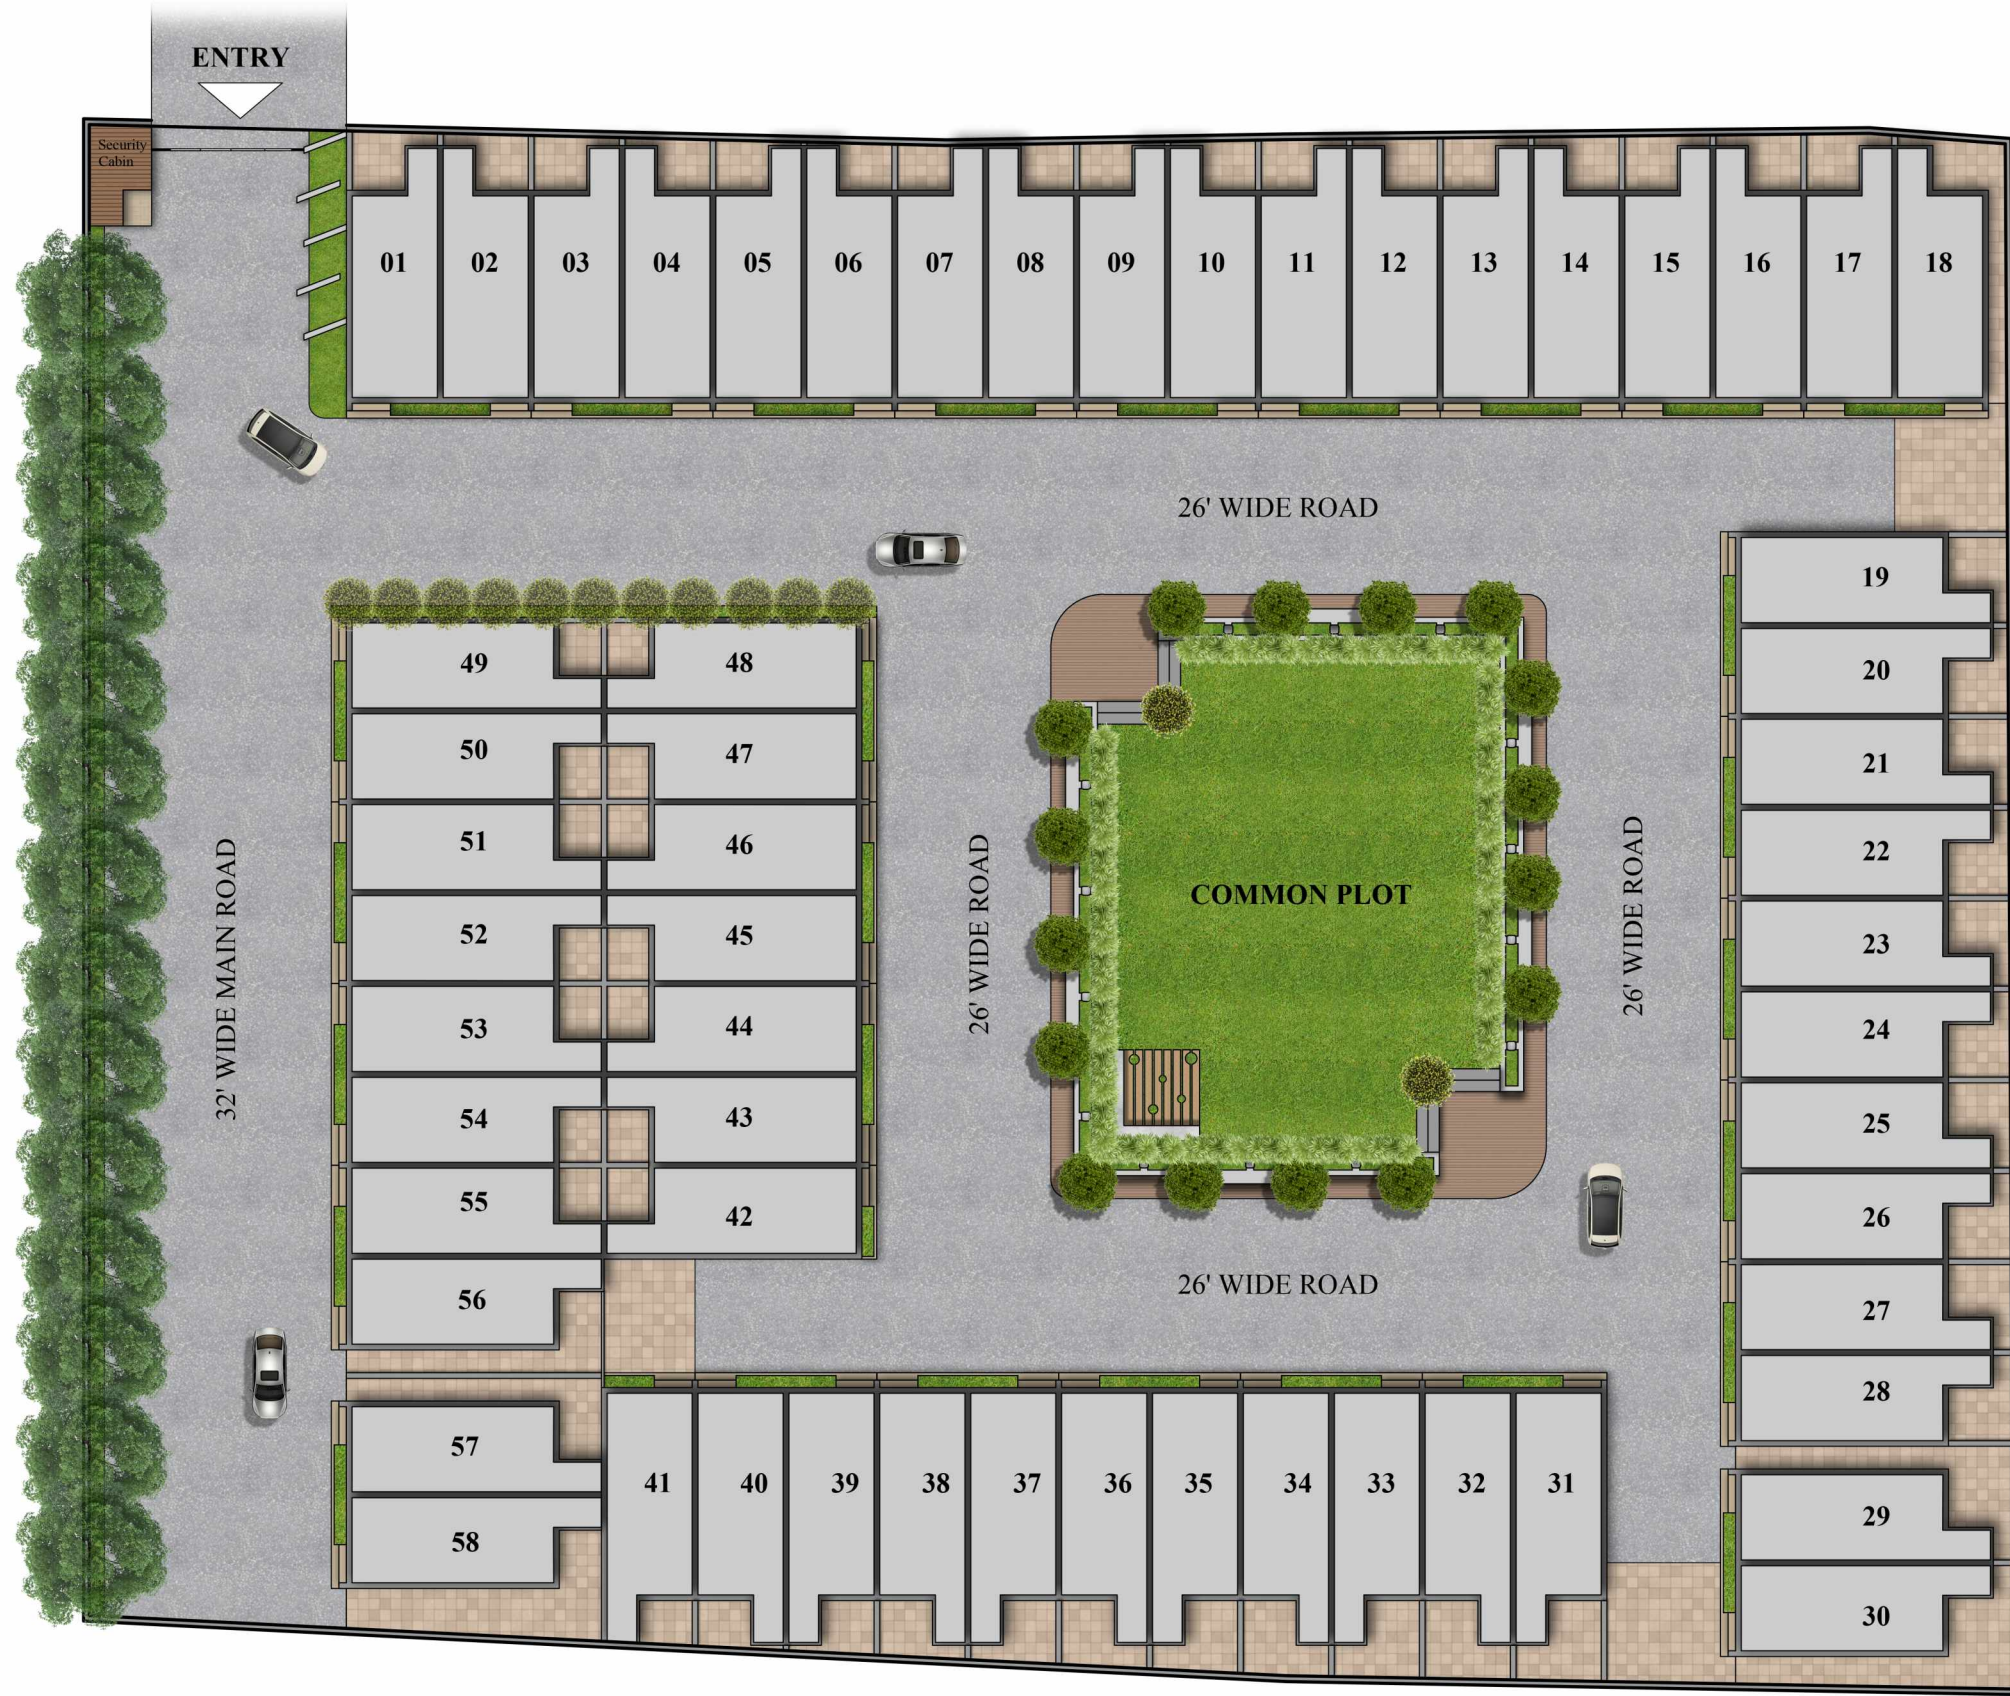 ENTRY
Security
Cabin
01 02 03 04 05 06 07 08 09 10 11 12 13 14 15 16 17 18
26' WIDE ROAD
19
20
21
22
23
24
25
26
27
28
29
30
49 48
50 47
51 46
52 45
53 44
54 43
55 42
56
57
58
32' WIDE MAIN ROAD
26' WIDE ROAD
COMMON PLOT
26' WIDE ROAD
26' WIDE ROAD
41 40 39 38 37 36 35 34 33 32 31